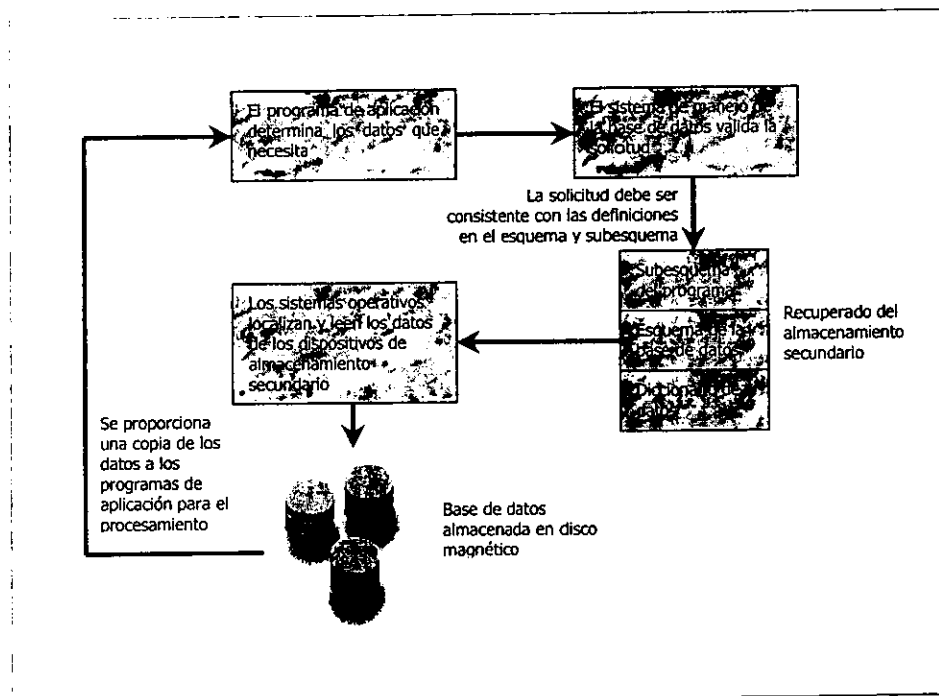 El programa de aplicación
determina los datos que
necesita
El sistema de manejo de
la base de datos valida la
solicitud
La solicitud debe ser
consistente con las definiciones
en el esquema y subesquema
Subesquema
del programa
Esquema de la
base de datos
Diccionario de
Recuperado del
almacenamiento
secundario
Los sistemas operativos
localizan y leen los datos
de los dispositivos de
almacenamiento
secundario
Se proporciona
una copia de los
datos a los
programas de
aplicación para el
procesamiento
Base de datos
almacenada en disco
magnético